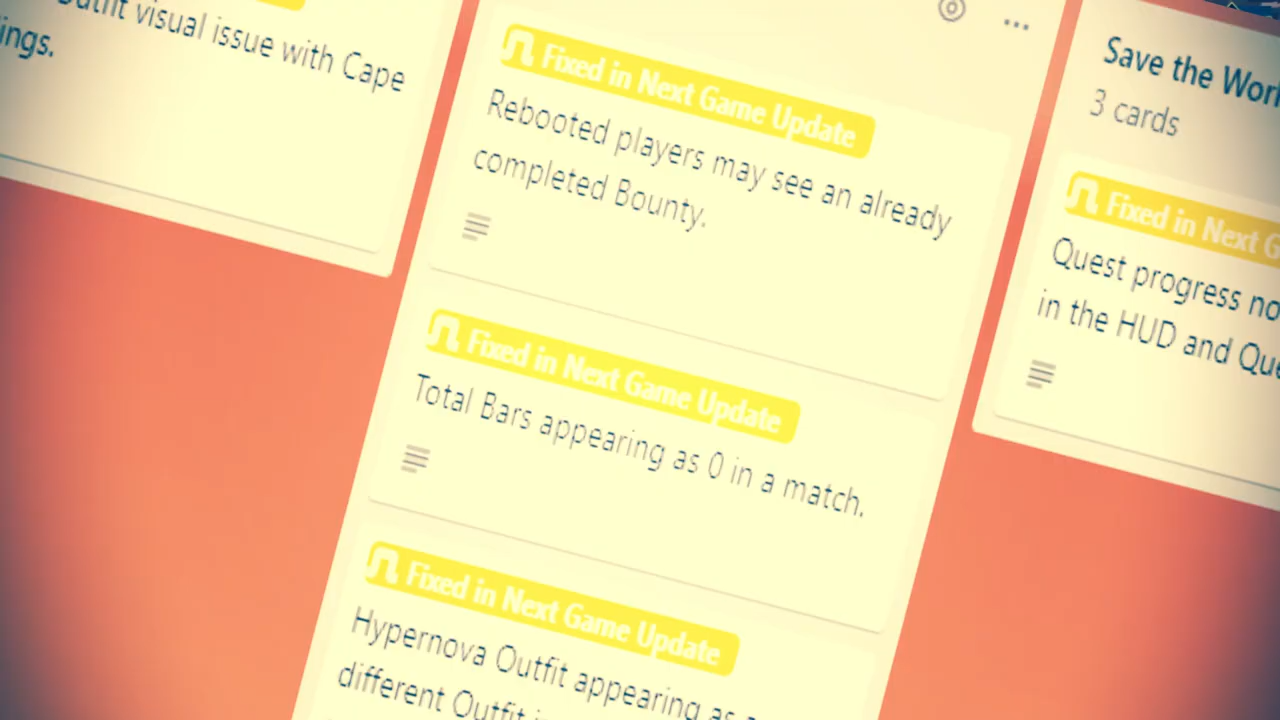 Outfit visual issue with Cape
ings.
Fixed in Next Game Update
Rebooted players may see an already
completed Bounty.
Fixed in Next Game Update
Total Bars appearing as 0 in a match.
Fixed in Next Game Update
Hypernova Outfit appearing as a
different Outfit
Save the Worl
3 cards
Fixed in Next G
Quest progress no
in the HUD and Que